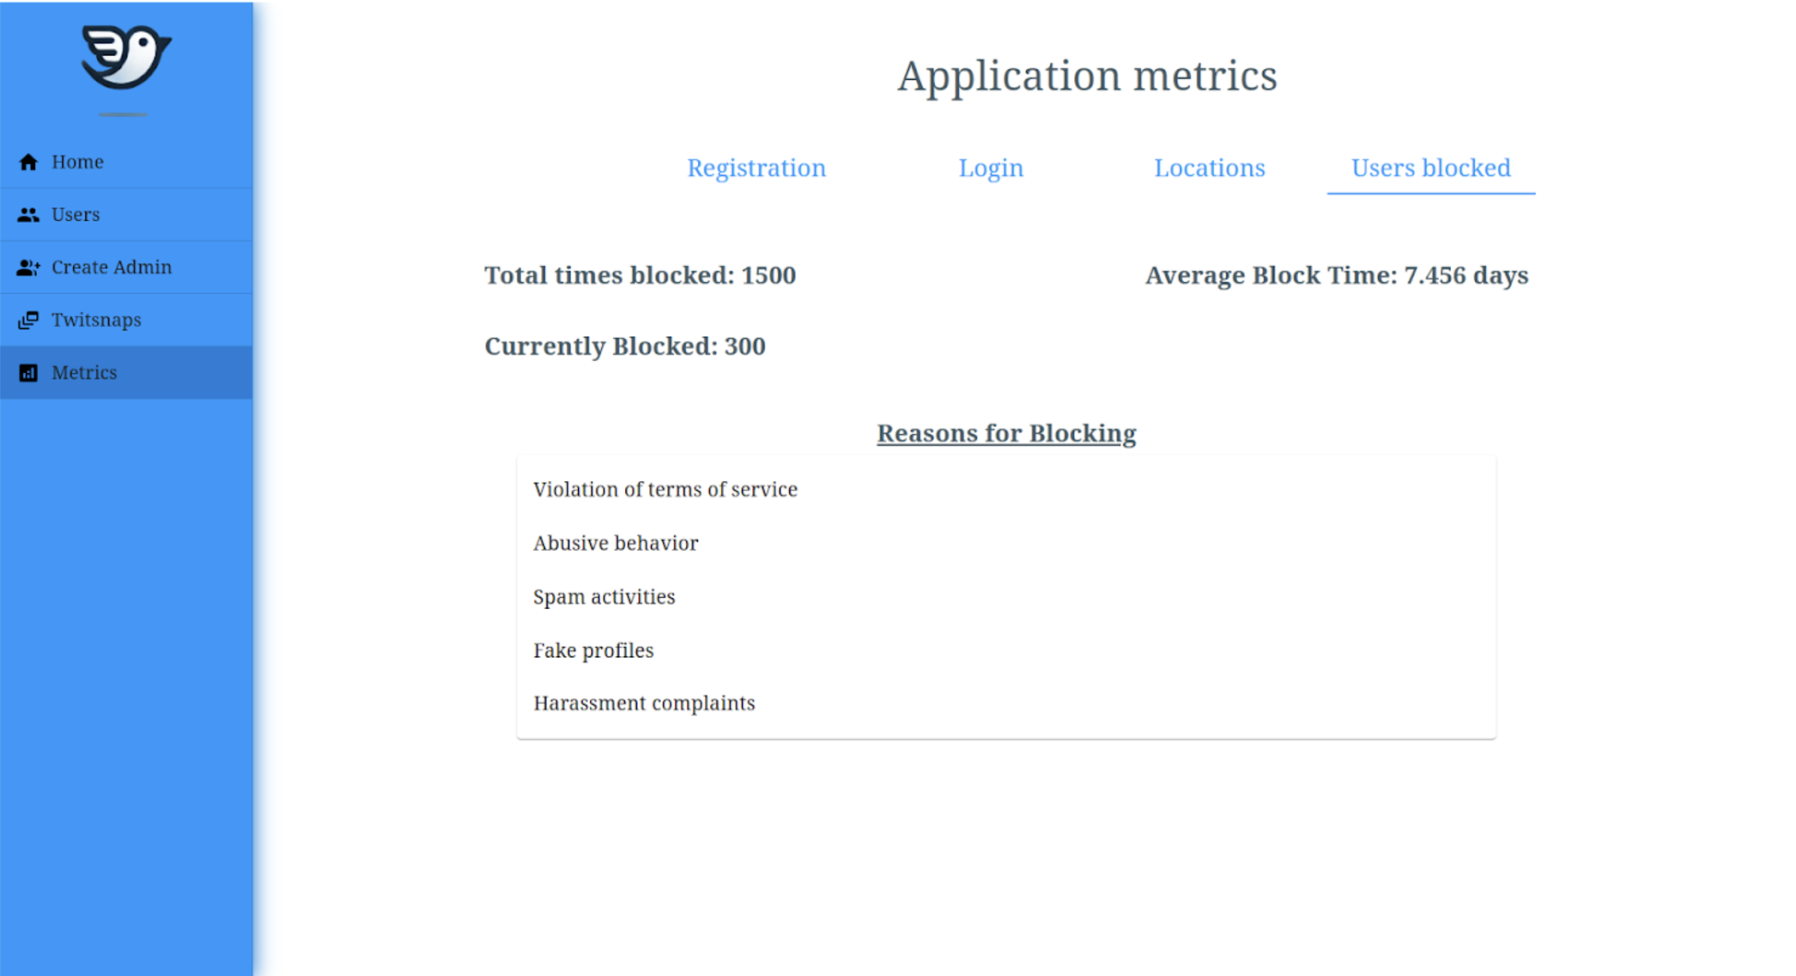 Home
Users
Create Admin
Twitsnaps
Metrics
Application metrics
Registration Login Locations Users blocked
Total times blocked: 1500 Average Block Time: 7.456 days
Currently Blocked: 300
Reasons for Blocking
Violation of terms of service
Abusive behavior
Spam activities
Fake profiles
Harassment complaints